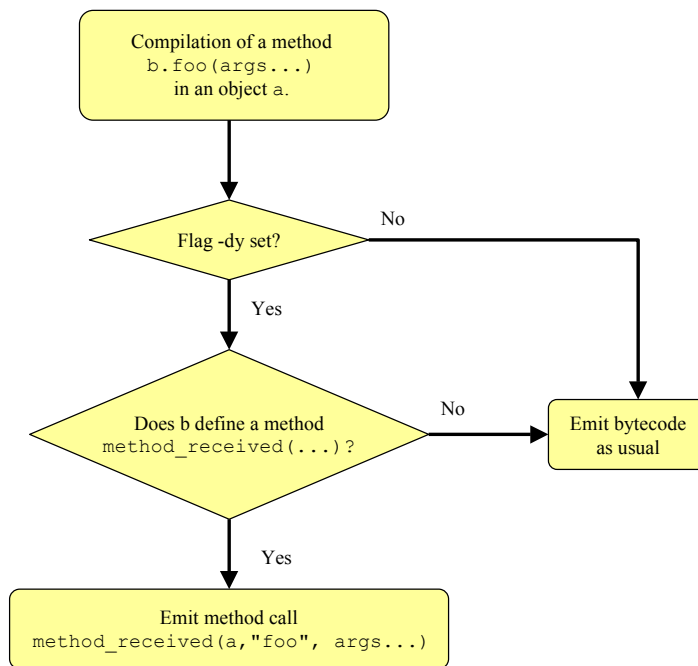 Compilation of a method
b.foo(args...)
in an object a.
Flag -dy set?
No
Yes
Does b define a method
method_received(...)?
No
Emit bytecode
as usual
Yes
Emit method call
method_received(a,"foo", args...)